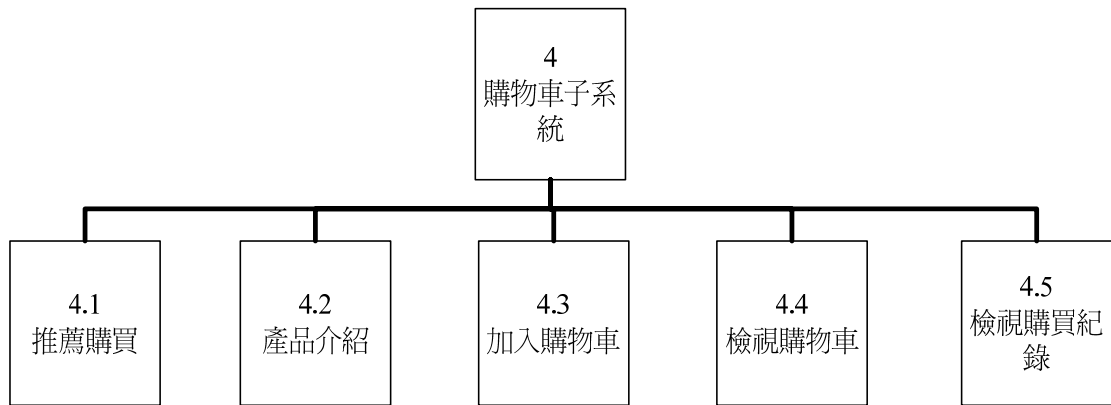 4
購物車子系
統
4.1
推薦購買
4.2
產品介紹
4.3
加入購物車
4.4
檢視購物車
4.5
檢視購買紀
錄